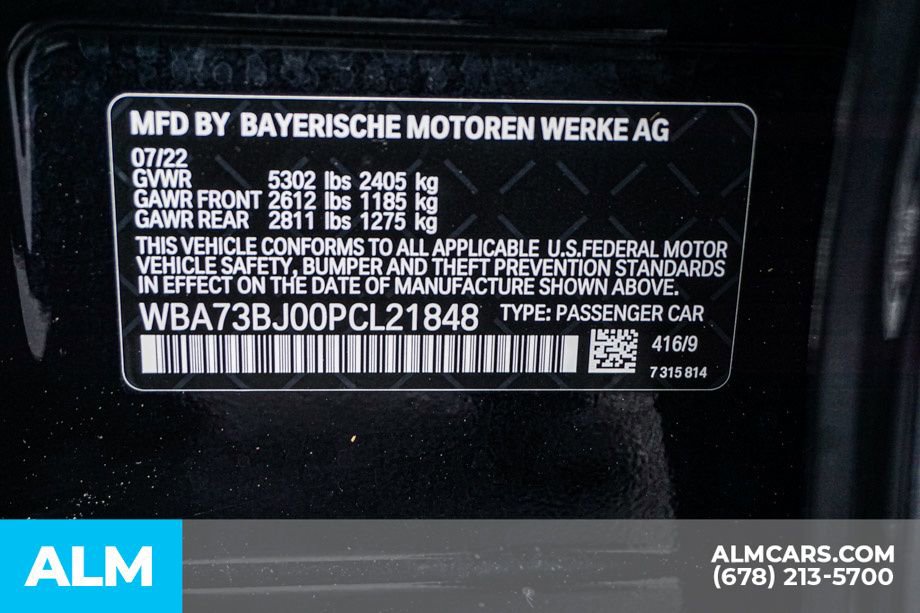 MFD BY BAYERISCHE MOTOREN WERKE AG
07/22
GVWR 5302 lbs 2405 kg
GAWR FRONT 2612 lbs 1185 kg
GAWR REAR 2811 lbs 1275 kg
THIS VEHICLE CONFORMS TO ALL APPLICABLE U.S.FEDERAL MOTOR
VEHICLE SAFETY, BUMPER AND THEFT PREVENTION STANDARDS
IN EFFECT ON THE DATE OF MANUFACTURE SHOWN ABOVE.
WBA73BJ00PCL21848 TYPE: PASSENGER CAR
416/9
7 315 814
ALM
ALMCARS.COM
(678) 213-5700